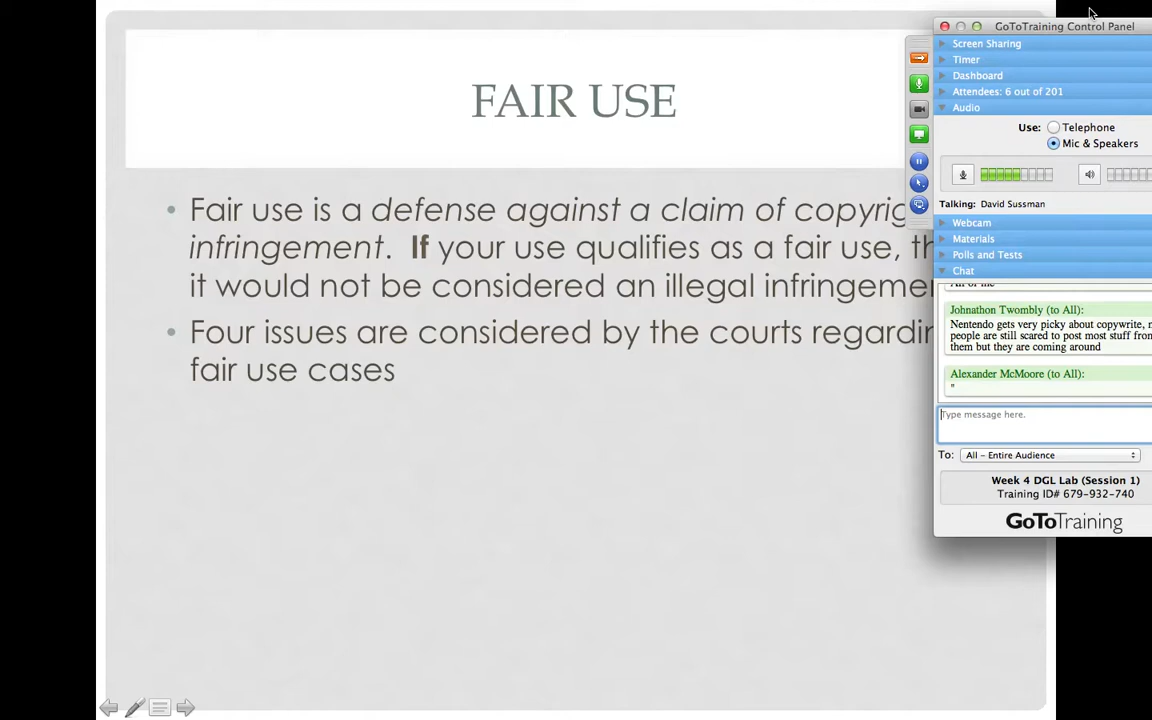 FAIR USE
Fair use is a defense against a claim of copyrig
infringement. If your use qualifies as a fair use, th
it would not be considered an illegal infringeme
Four issues are considered by the courts regardin
fair use cases
GoToTraining Control Panel
Screen Sharing
Timer
Dashboard
Attendees: 6 out of 201
Audio
Use: Telephone
Mic & Speakers
Talking: David Sussman
Webcam
Materials
Polls and Tests
Chat
Johnathon Twombly (to All):
Nintendo gets very picky about copywrite,
people are still scared to post most stuff from
them but they are coming around
Alexander McMoore (to All):
"
Type message here.
To: All – Entire Audience
Week 4 DGL Lab (Session 1)
Training ID# 679-932-740
GoToTraining